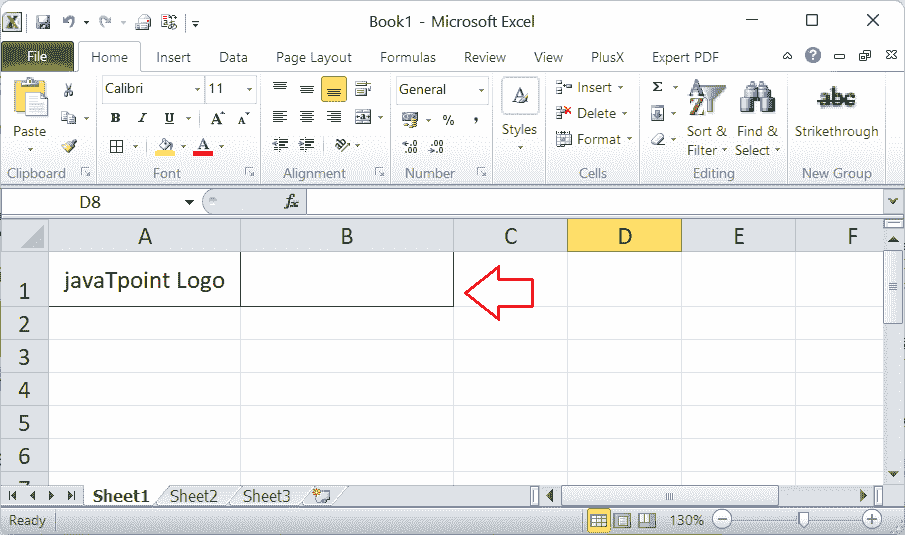 Book1 - Microsoft Excel
File Home Insert Data Page Layout Formulas Review View PlusX Expert PDF
Paste
Calibri 11
B I U A A
A
General
% ,
.00 .00
A
Styles
Insert
Delete
Format
Σ
A Z
Sort & Filter
Find & Select
abc
Strikethrough
Clipboard Font Alignment Number Cells Editing New Group
D8 fx
A B C D E F
1 javaTpoint Logo
2
3
4
5
6
7
Sheet1 Sheet2 Sheet3
Ready 130%